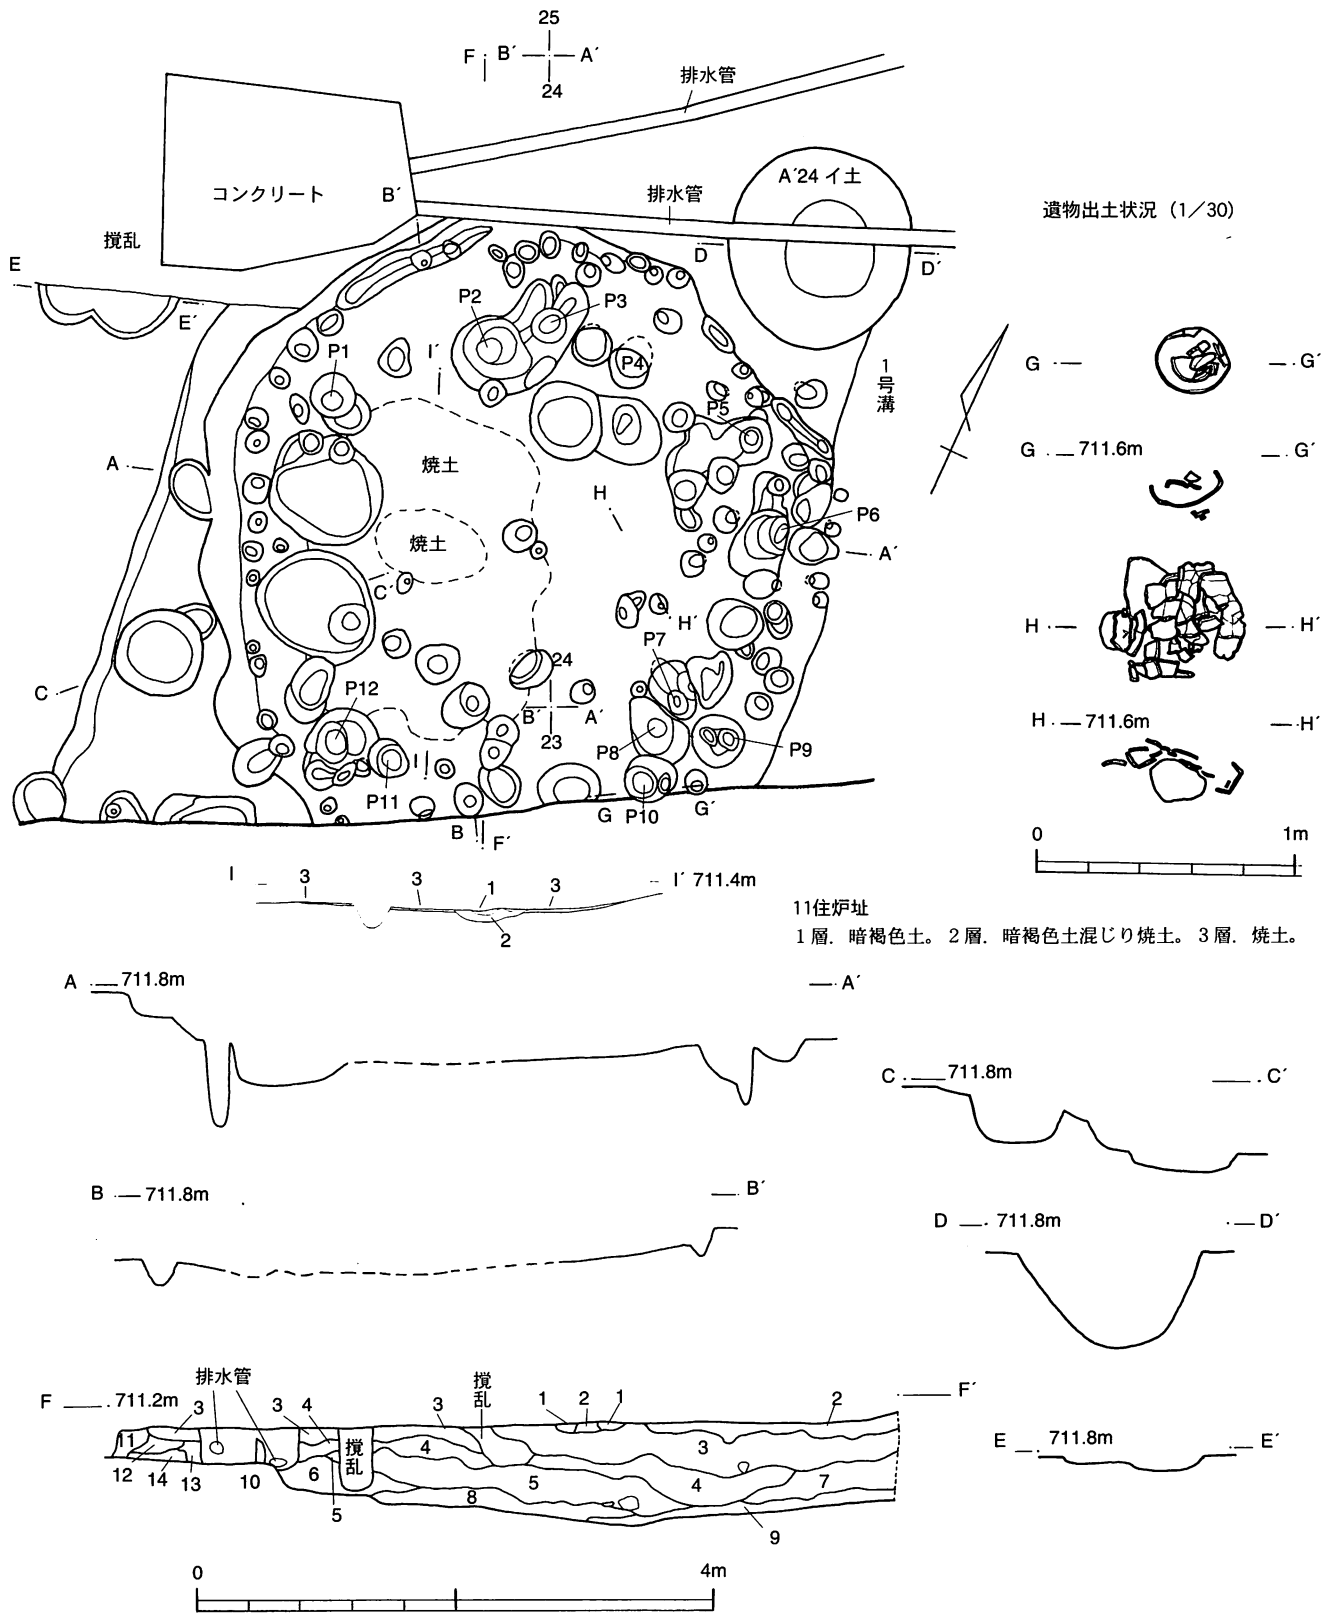 25
F B´ A´
24
排水管
コンクリート
B´
排水管
A´24 イ土
遺物出土状況（1／30）
撹乱
E
D
D´
E´
P2
P3
P1
I´
P4
1号溝
G
G´
P5
A
焼土
G
711.6m
G´
H
P6
焼土
A´
C´
H´
H
H´
P7
24
C
P12
B´
A´
H
711.6m
H´
23
P8
P9
I
P11
G
P10
G´
B
F´
0
1m
I
3
3
1
3
I´ 711.4m
2
11住炉址
1層．暗褐色土。2層．暗褐色土混じり焼土。3層．焼土。
A
711.8m
A´
C
711.8m
C´
B
711.8m
B´
D
711.8m
D´
排水管
撹乱
F
711.2m
3
3
4
3
1
2
1
2
F´
11
撹乱
4
3
E
711.8m
E´
12
14
13
10
6
5
8
5
4
7
9
0
4m